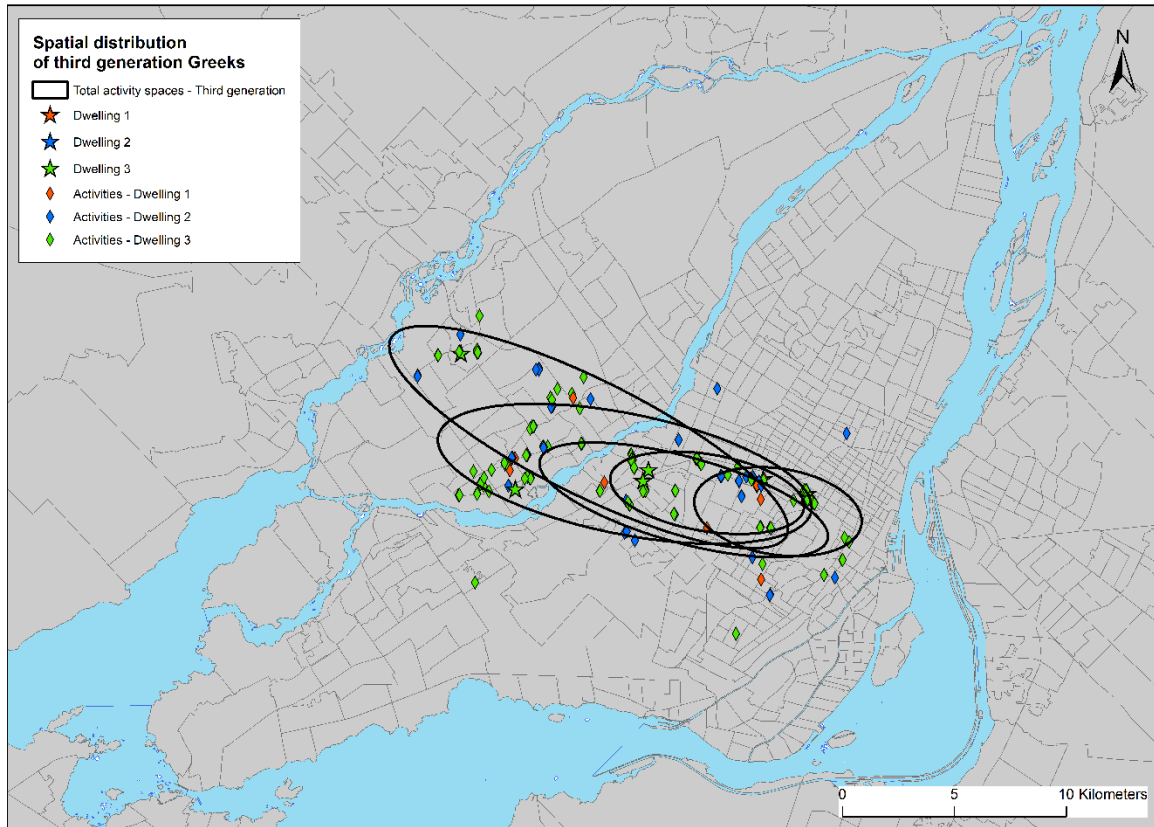 Spatial distribution
of third generation Greeks
Total activity spaces - Third generation
Dwelling 1
Dwelling 2
Dwelling 3
Activities - Dwelling 1
Activities - Dwelling 2
Activities - Dwelling 3
N
0 5 10 Kilometers